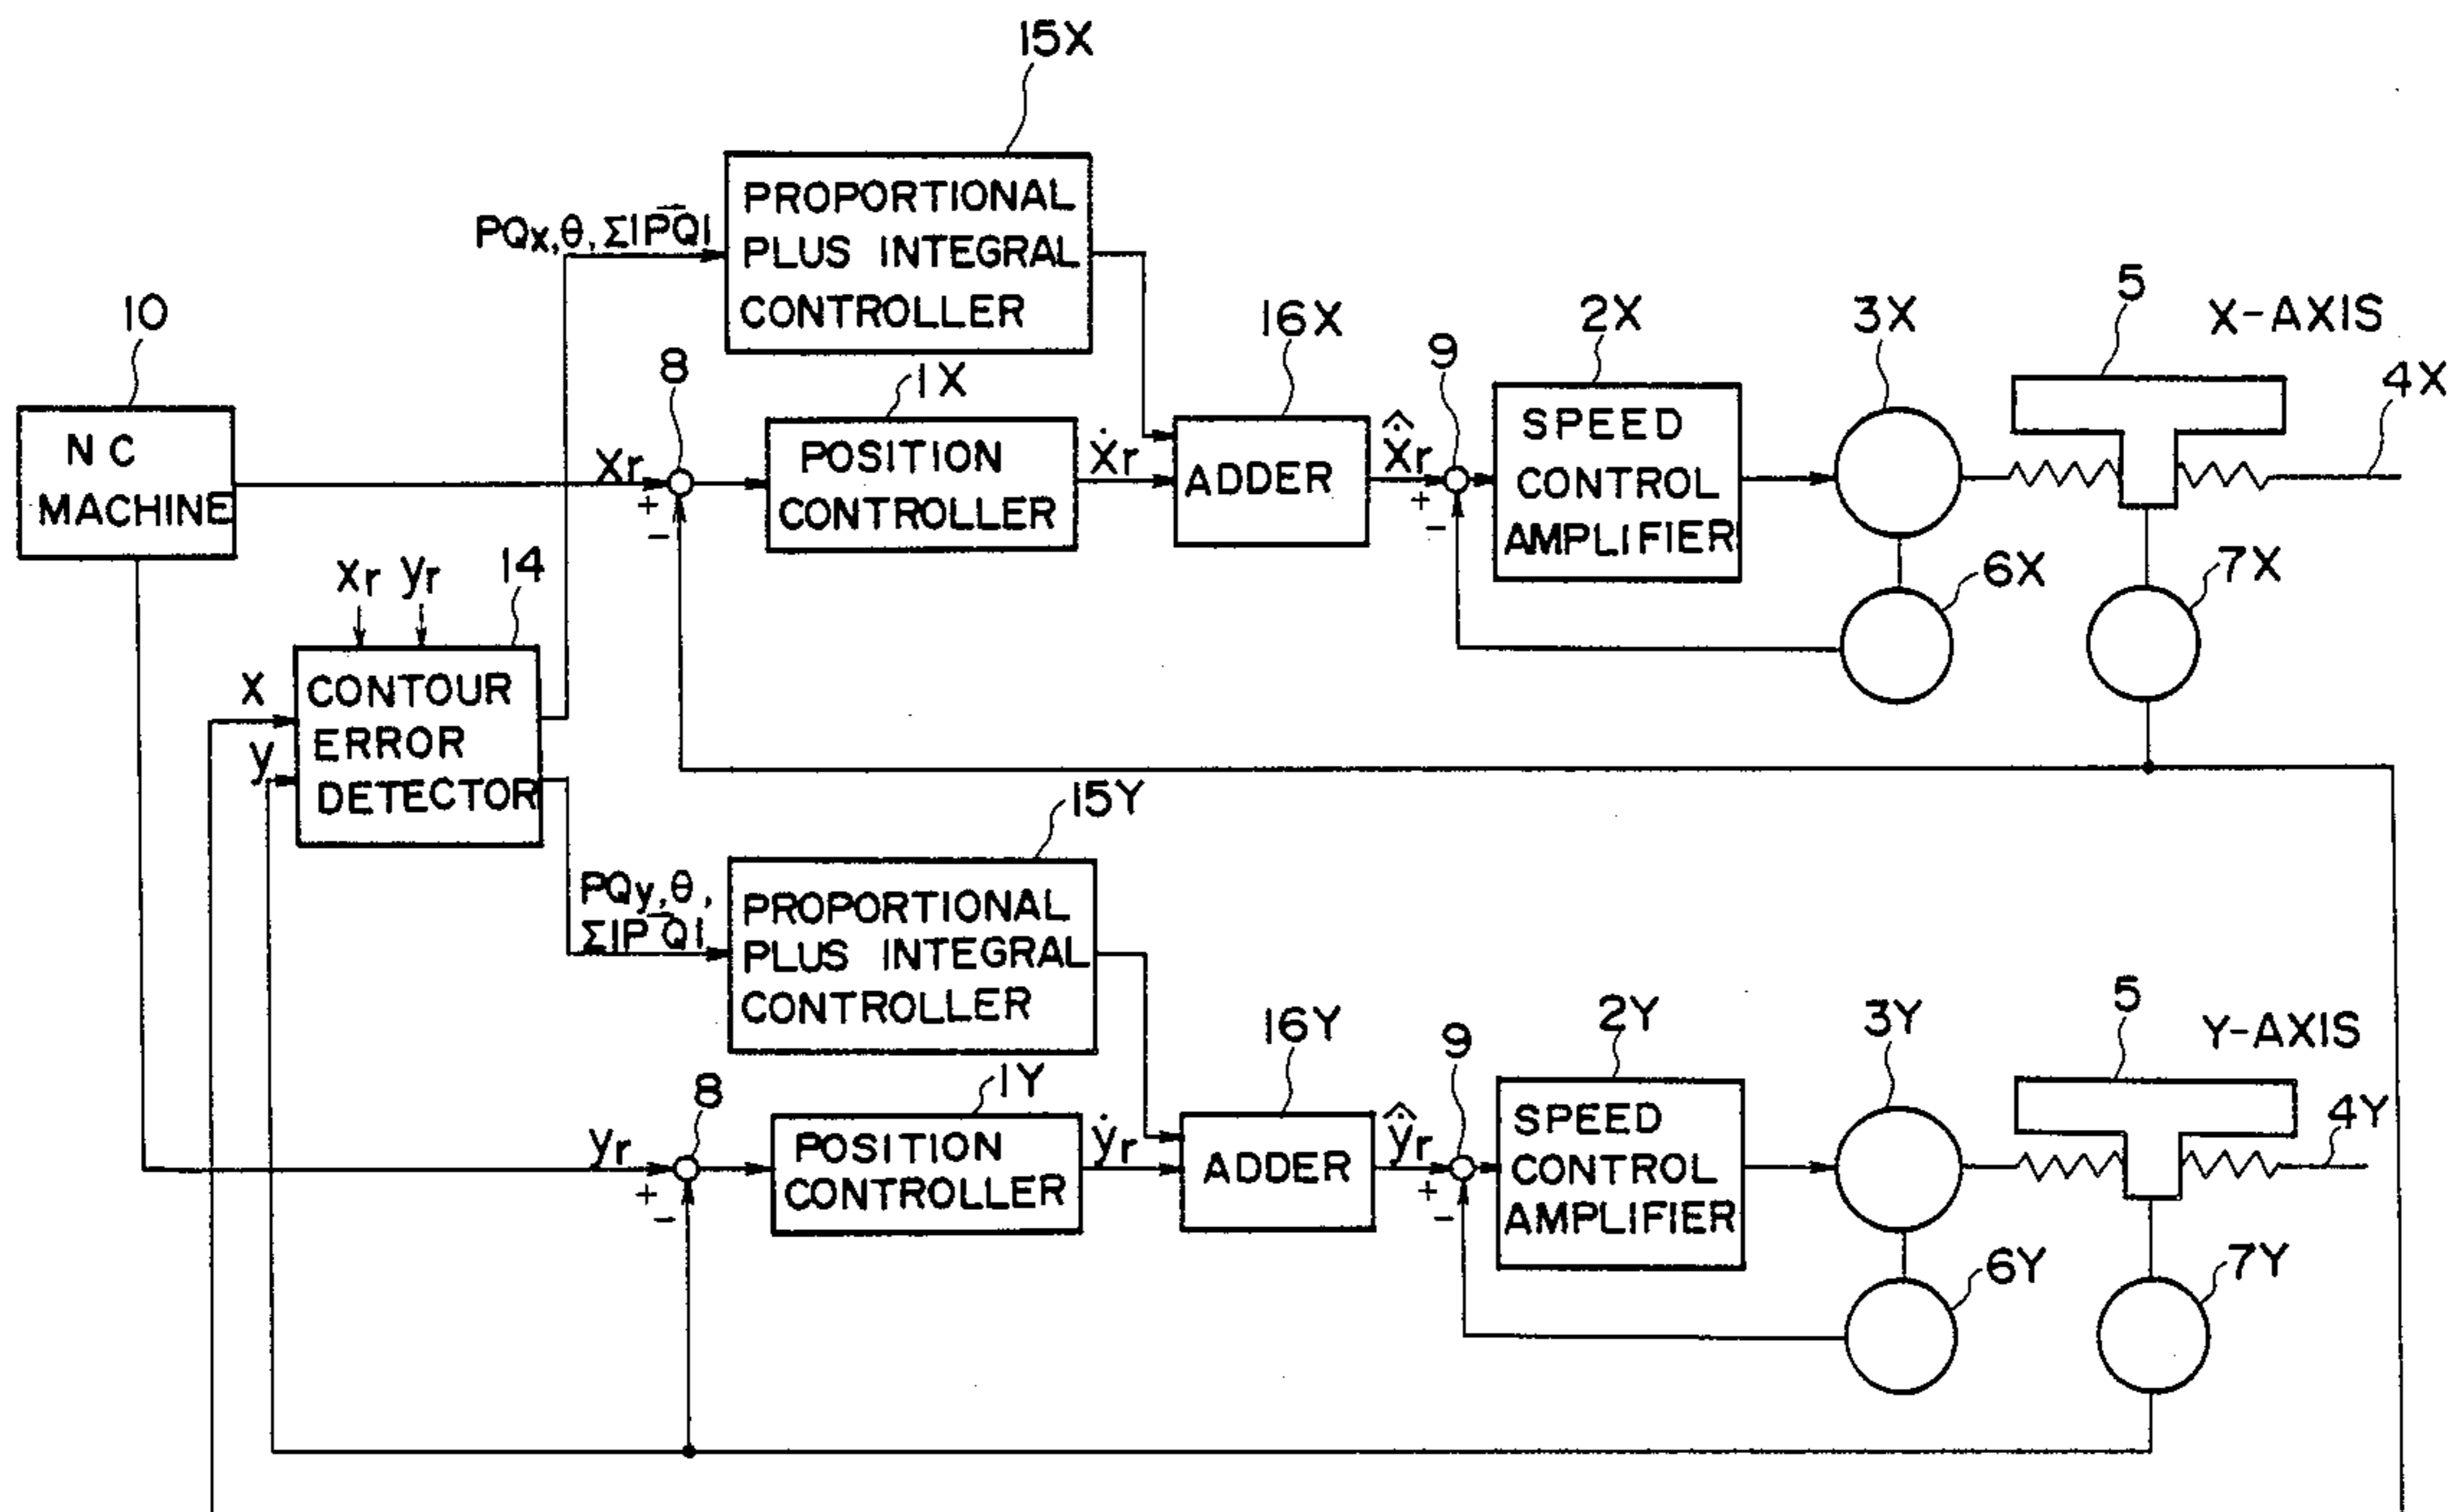 15X
PROPORTIONAL
PLUS INTEGRAL
CONTROLLER
PQx,θ,Σ|P⃗Q|
10
NC
MACHINE
8
1X
POSITION
CONTROLLER
Xr
+
-
ẋr
16X
ADDER
x̂̇r
+
-
9
2X
SPEED
CONTROL
AMPLIFIER
3X
5
X-AXIS
4X
6X
7X
xr yr
14
X
y
CONTOUR
ERROR
DETECTOR
15Y
PQy,θ,
Σ|P⃗Q|
PROPORTIONAL
PLUS INTEGRAL
CONTROLLER
8
1Y
yr
+
-
POSITION
CONTROLLER
ẏr
16Y
ADDER
ŷ̇r
+
-
9
2Y
SPEED
CONTROL
AMPLIFIER
3Y
5
Y-AXIS
4Y
6Y
7Y